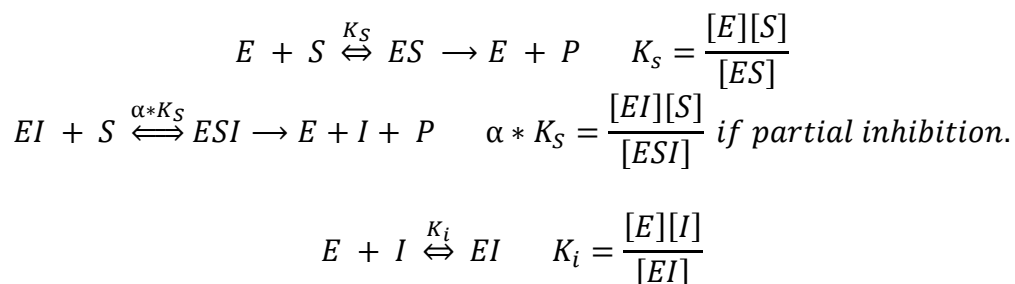 E + S ⇔ ES ⟶ E + P K_S K_s = [E][S] / [ES]
EI + S ⟺ ESI ⟶ E + I + P α∗K_S α ∗ K_S = [EI][S] / [ESI] if partial inhibition.
E + I ⇔ EI K_i K_i = [E][I] / [EI]